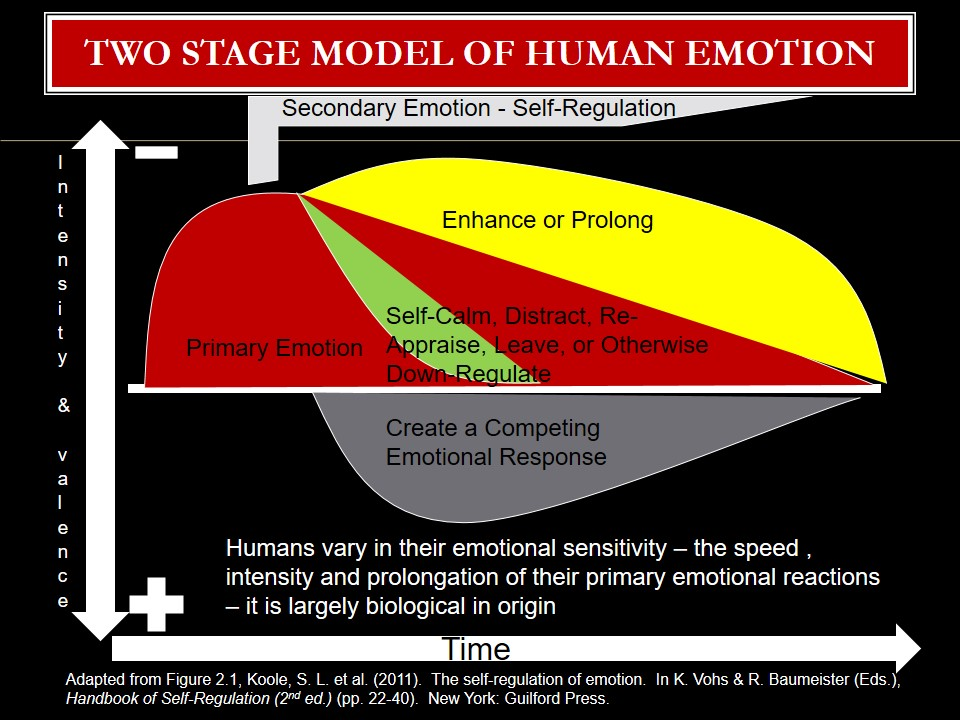 TWO STAGE MODEL OF HUMAN EMOTION
Secondary Emotion - Self-Regulation
Intensity & valence
Enhance or Prolong
Primary Emotion
Self-Calm, Distract, Re-
Appraise, Leave, or Otherwise
Down-Regulate
Create a Competing
Emotional Response
Humans vary in their emotional sensitivity – the speed ,
intensity and prolongation of their primary emotional reactions
– it is largely biological in origin
Time
Adapted from Figure 2.1, Koole, S. L. et al. (2011).  The self-regulation of emotion.  In K. Vohs & R. Baumeister (Eds.),
Handbook of Self-Regulation (2nd ed.) (pp. 22-40).  New York: Guilford Press.